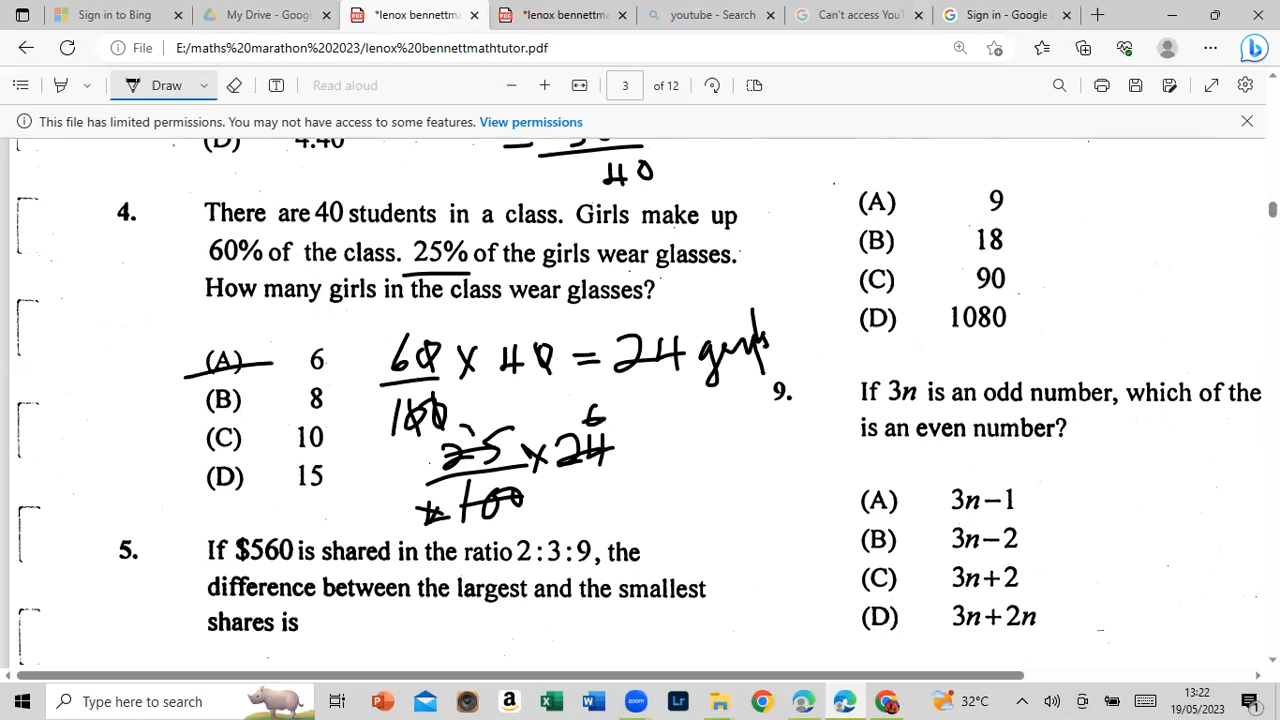 Sign in to Bing
My Drive - Google
*lenox bennettmat
*lenox bennettma
youtube - Search
Can't access YouT
Sign in - Google
File
E:/maths%20marathon%202023/lenox%20bennettmathtutor.pdf
Draw
Read aloud
3
of 12
This file has limited permissions. You may not have access to some features. View permissions
(D) 4.40
40
4. There are 40 students in a class. Girls make up
60% of the class. 25% of the girls wear glasses.
How many girls in the class wear glasses?
(A) 6
(B) 8
(C) 10
(D) 15
60 x 40 = 24 girls
100
6
25 x 24
100
5. If $560 is shared in the ratio 2 : 3 : 9, the
difference between the largest and the smallest
shares is
(A) 9
(B) 18
(C) 90
(D) 1080
9. If 3n is an odd number, which of the
is an even number?
(A) 3n−1
(B) 3n−2
(C) 3n+2
(D) 3n+2n
Type here to search
zoom
Lr
32°C
13:22
19/05/2023